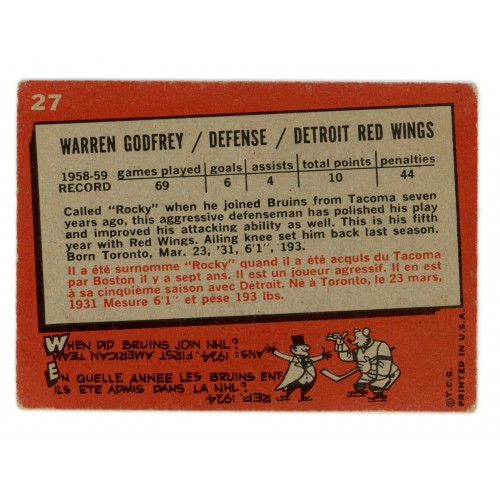 27
WARREN GODFREY / DEFENSE / DETROIT RED WINGS
1958-59 games played goals assists total points penalties
RECORD 69 6 4 10 44
Called "Rocky" when he joined Bruins from Tacoma seven
years ago, this aggressive defenseman has polished his play
and improved his attacking ability as well. This is his fifth
year with Red Wings. Ailing knee set him back last season.
Born Toronto, Mar. 23, '31, 6'1", 193.
Il a été surnomme "Rocky" quand il a été acquis du Tacoma
par Boston il y a sept ans. Il est un joueur agressif. Il en est
à sa cinquième saison avec Détroit. Né à Toronto, le 23 mars,
1931 Mesure 6'1" et pèse 193 lbs.
WHEN DID BRUINS JOIN NHL?
ANS: 1924. FIRST AMERICAN TEAM
EN QUELLE ANNÉE LES BRUINS ONT
ILS ÉTÉ ADMIS DANS LA NHL?
REP. 1924
©T.C.G. PRINTED IN U.S.A.